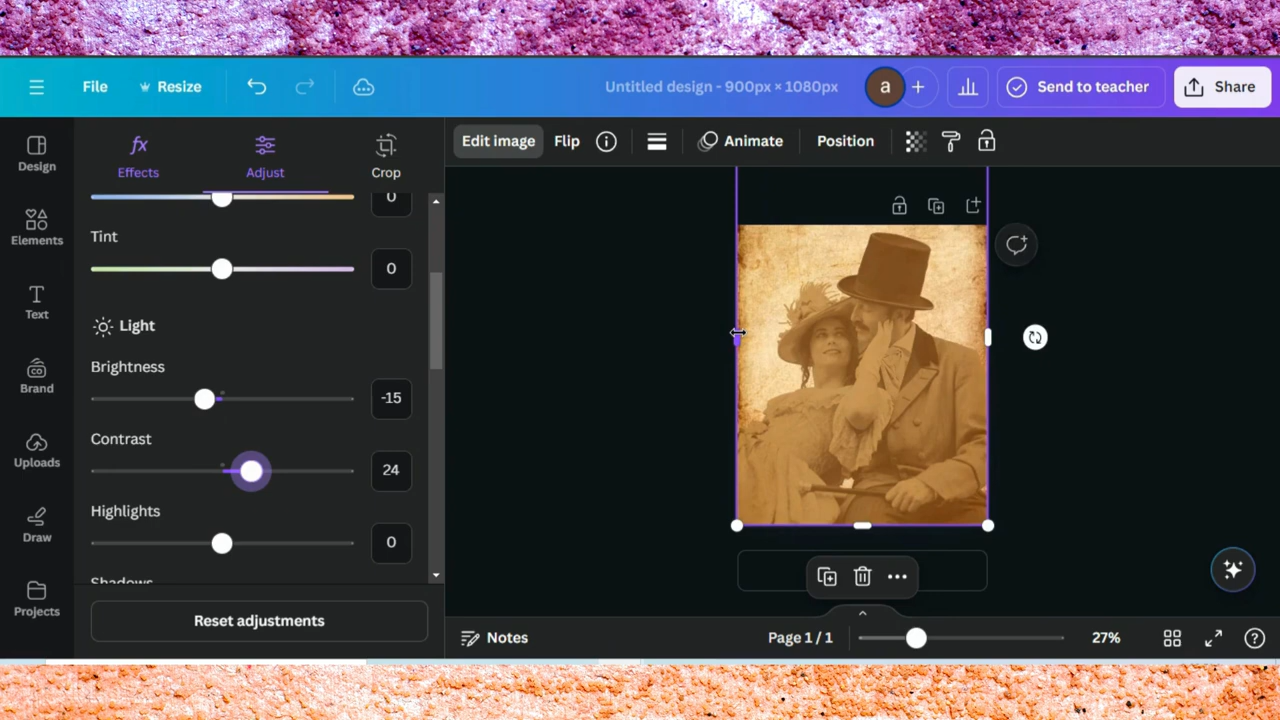 File
Resize
Untitled design - 900px × 1080px
a
Send to teacher
Share
fx
Effects
Adjust
Crop
Edit image
Flip
Animate
Position
Design
Elements
Text
Brand
Uploads
Draw
Projects
0
Tint
0
Light
Brightness
-15
Contrast
24
Highlights
0
Shadows
Reset adjustments
Notes
Page 1 / 1
27%